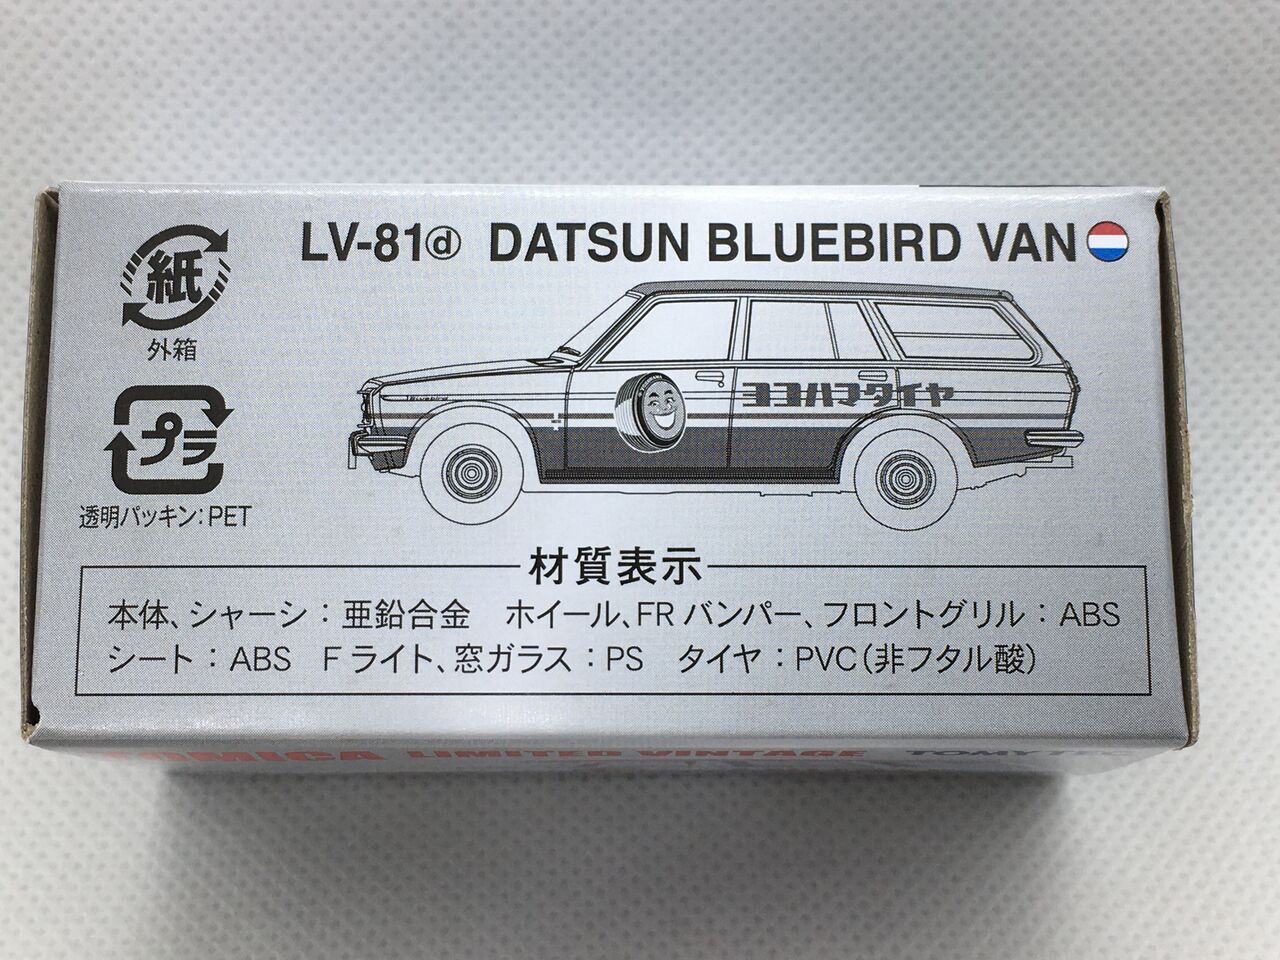 LV-81ⓓ DATSUN BLUEBIRD VAN
紙
外箱
プラ
透明パッキン:PET
Bluebird
ヨコハマタイヤ
材質表示
本体、シャーシ:亜鉛合金 ホイール、FRバンパー、フロントグリル:ABS
シート:ABS Fライト、窓ガラス:PS タイヤ:PVC(非フタル酸)
TOMICA LIMITED VINTAGE